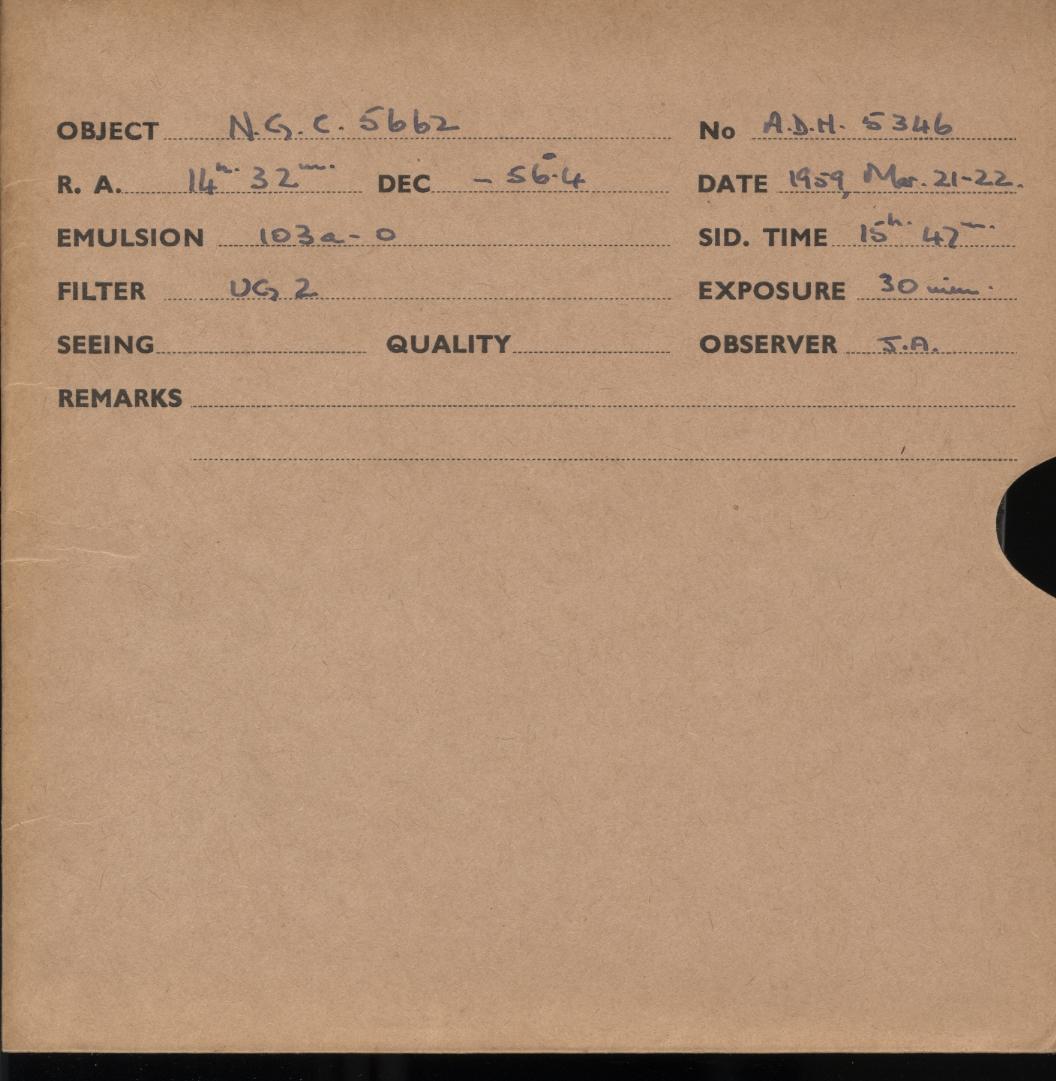 OBJECT N.G.C. 5662 No A.D.H. 5346
R. A. 14h. 32m. DEC - 56°.4 DATE 1959, Mar. 21-22.
EMULSION 103a-0 SID. TIME 15h. 47m.
FILTER UG 2 EXPOSURE 30 min.
SEEING QUALITY OBSERVER J.A.
REMARKS